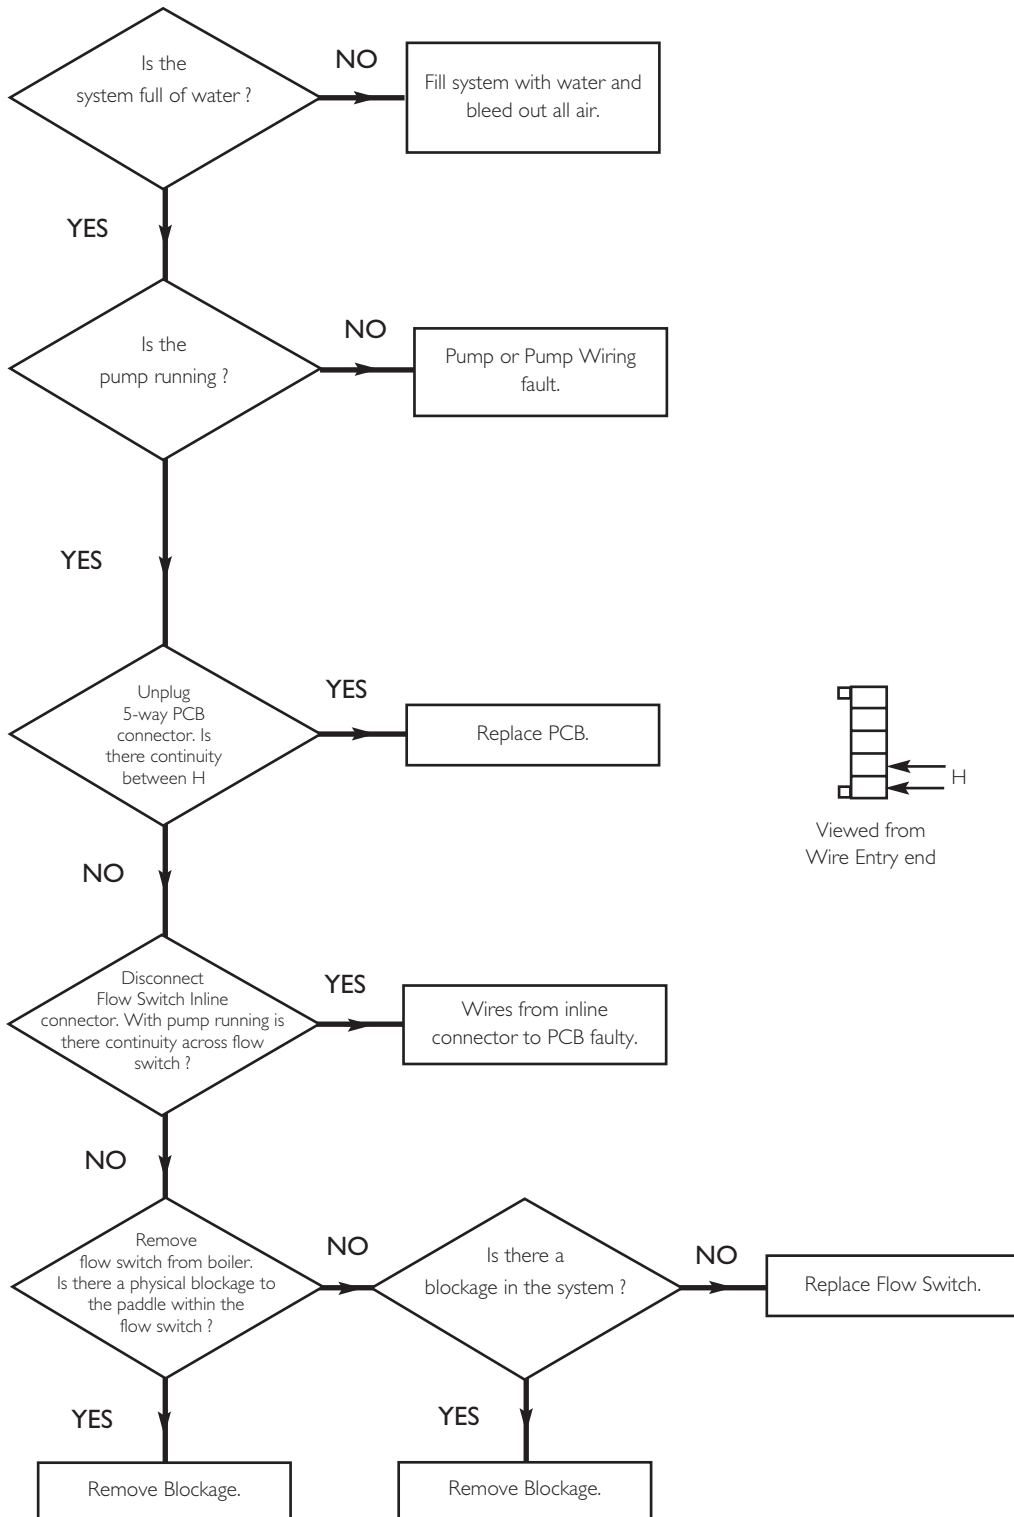 Is the
system full of water ?
NO
Fill system with water and
bleed out all air.
YES
Is the
pump running ?
NO
Pump or Pump Wiring
fault.
YES
Unplug
5-way PCB
connector. Is
there continuity
between H
YES
Replace PCB.
H
Viewed from
Wire Entry end
NO
Disconnect
Flow Switch Inline
connector. With pump running is
there continuity across flow
switch ?
YES
Wires from inline
connector to PCB faulty.
NO
Remove
flow switch from boiler.
Is there a physical blockage to
the paddle within the
flow switch ?
NO
Is there a
blockage in the system ?
NO
Replace Flow Switch.
YES
Remove Blockage.
YES
Remove Blockage.